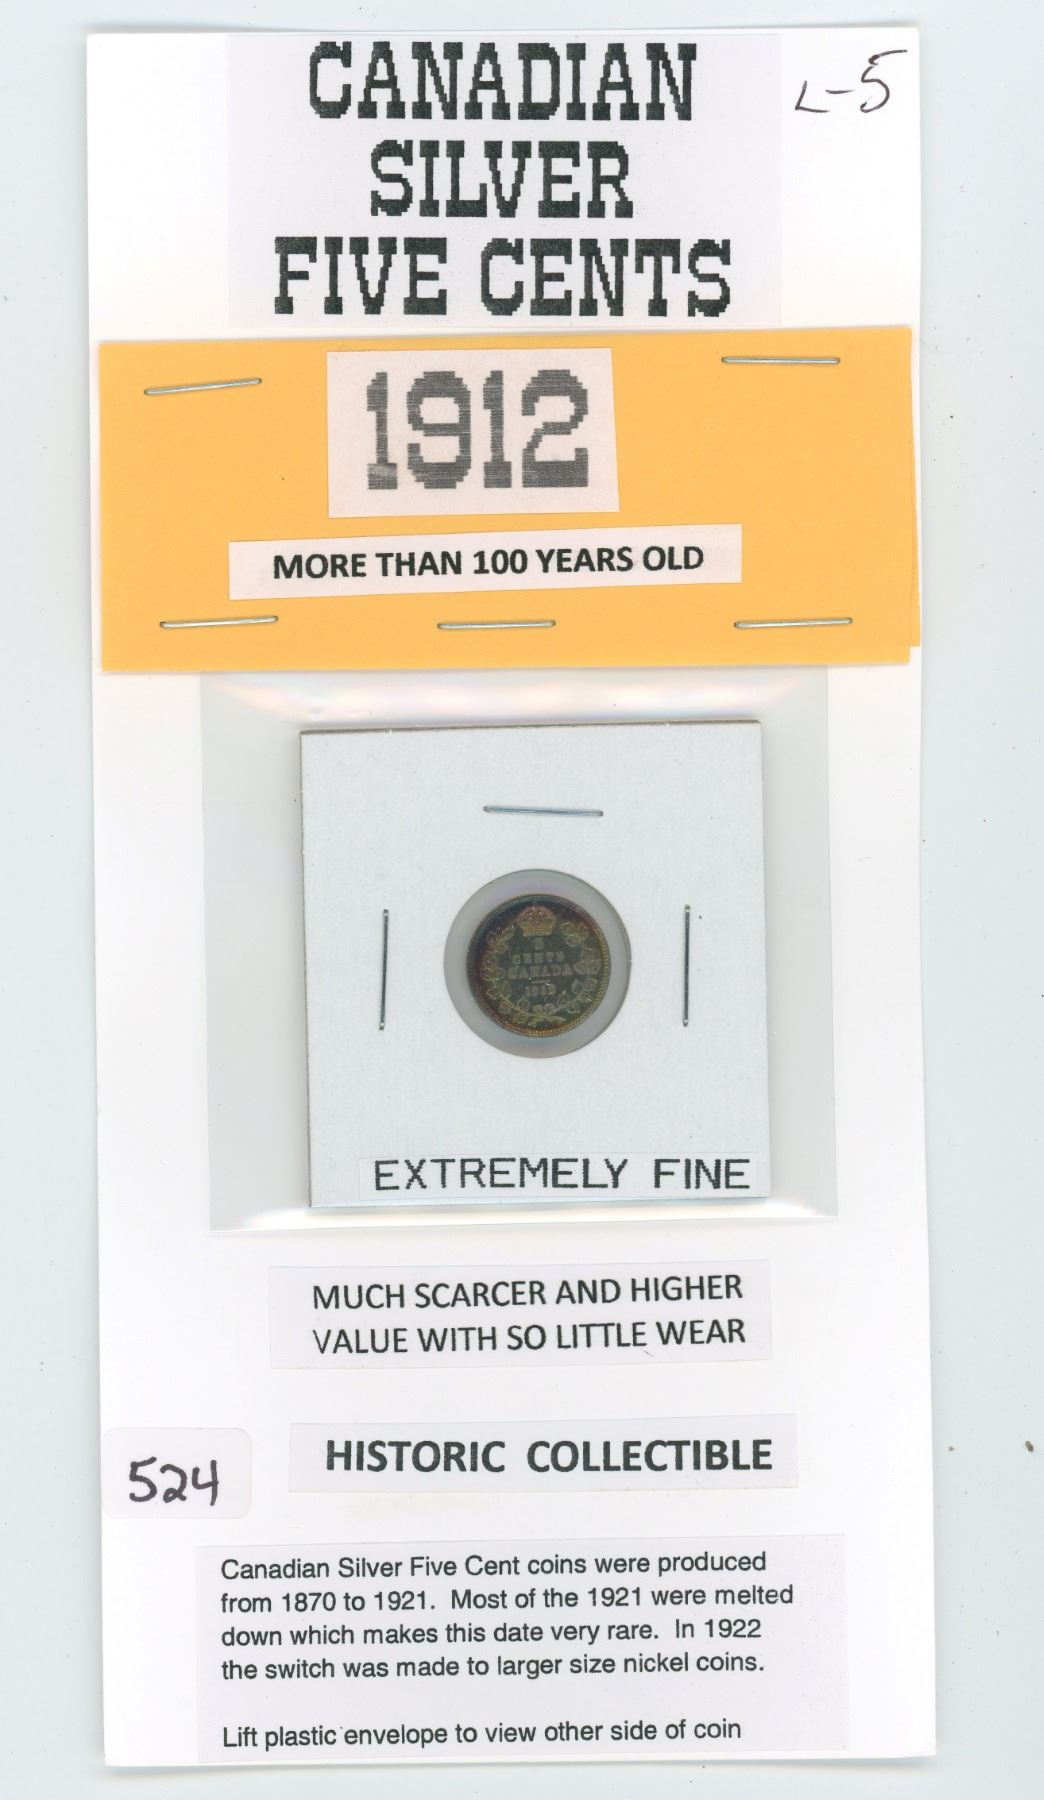 CANADIAN
SILVER
FIVE CENTS
L-5
1912
MORE THAN 100 YEARS OLD
5
CENTS
CANADA
1912
EXTREMELY FINE
MUCH SCARCER AND HIGHER
VALUE WITH SO LITTLE WEAR
HISTORIC COLLECTIBLE
524
Canadian Silver Five Cent coins were produced
from 1870 to 1921. Most of the 1921 were melted
down which makes this date very rare. In 1922
the switch was made to larger size nickel coins.
Lift plastic envelope to view other side of coin